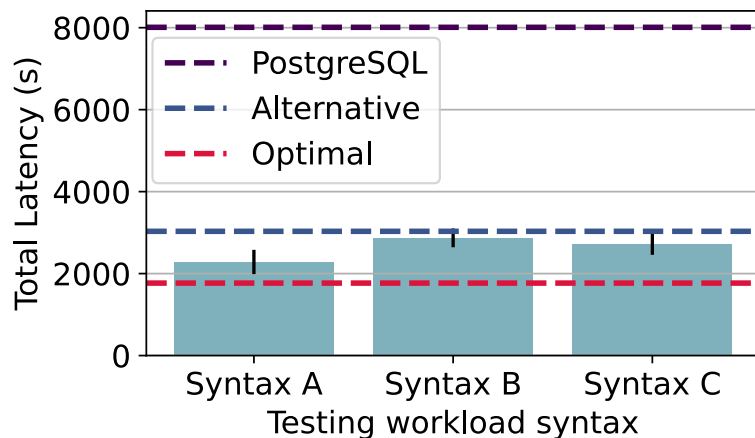 8000
6000
4000
2000
0
Total Latency (s)
PostgreSQL
Alternative
Optimal
Syntax A Syntax B Syntax C
Testing workload syntax